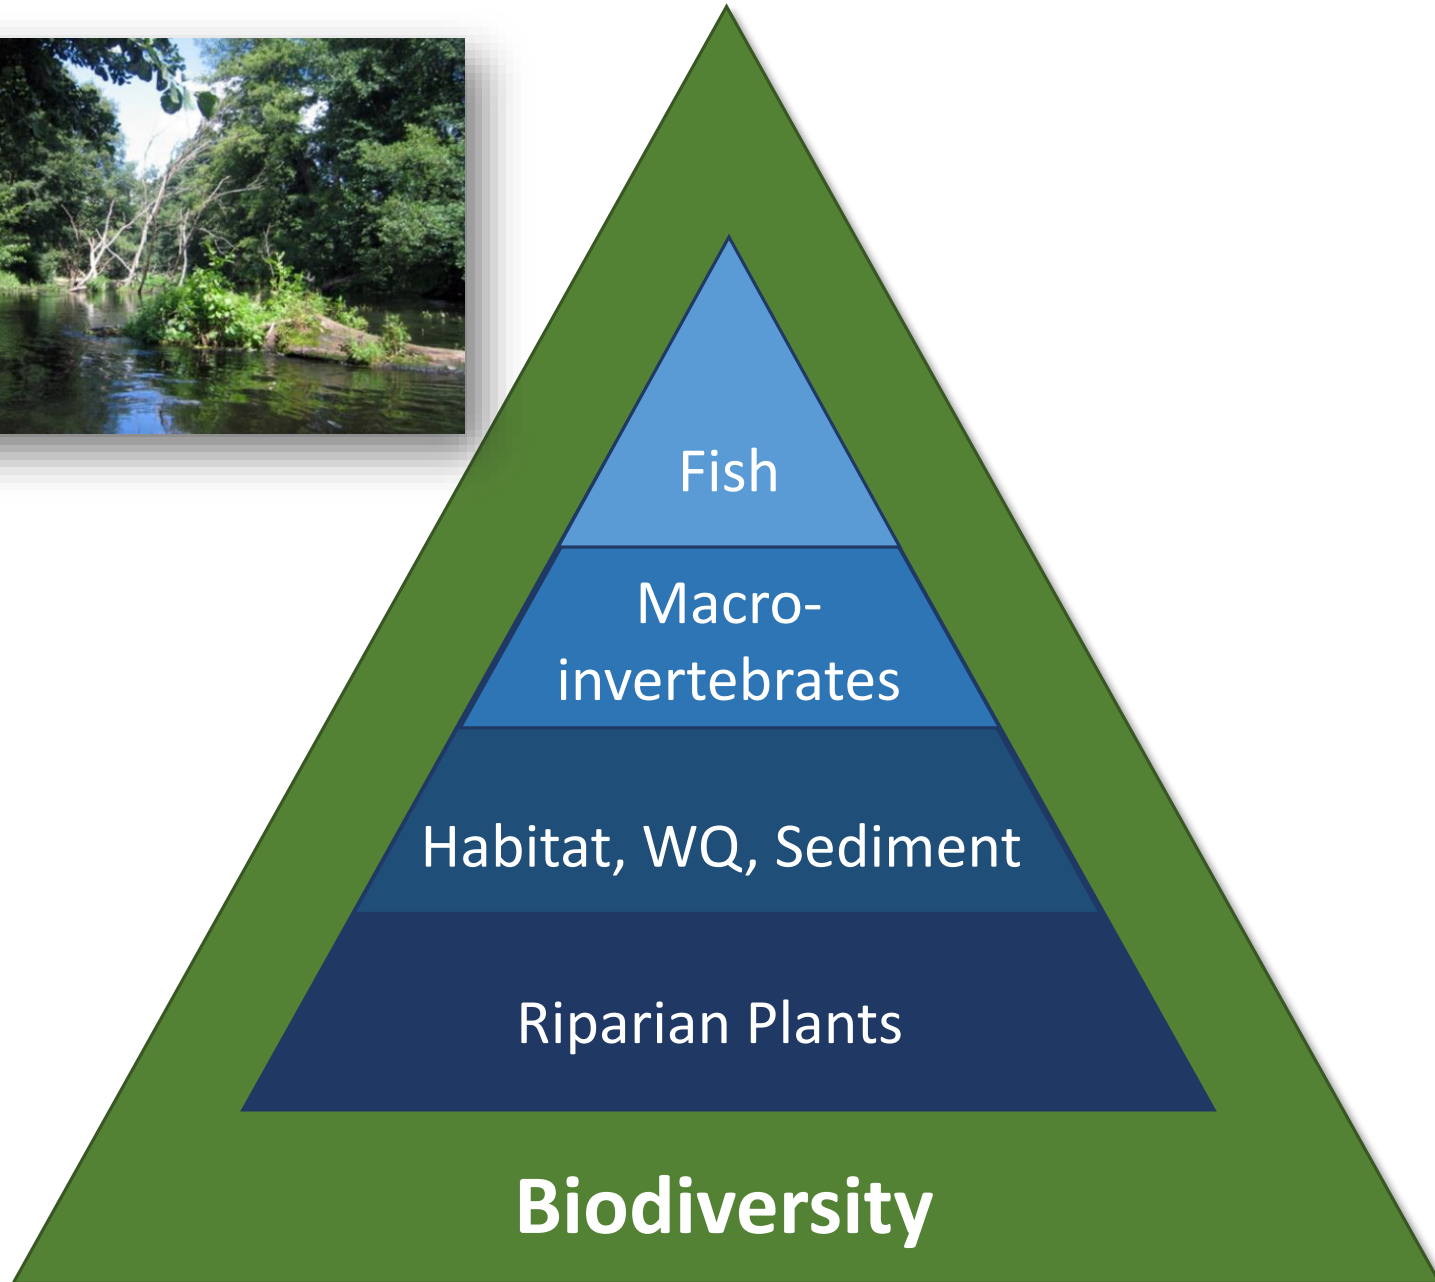 Fish
Macro-
invertebrates
Habitat, WQ, Sediment
Riparian Plants
Biodiversity